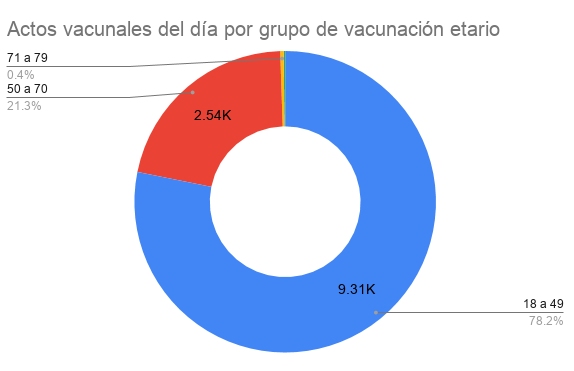 Actos vacunales del día por grupo de vacunación etario
71 a 79
0.4%
50 a 70
21.3%
2.54K
9.31K
18 a 49
78.2%